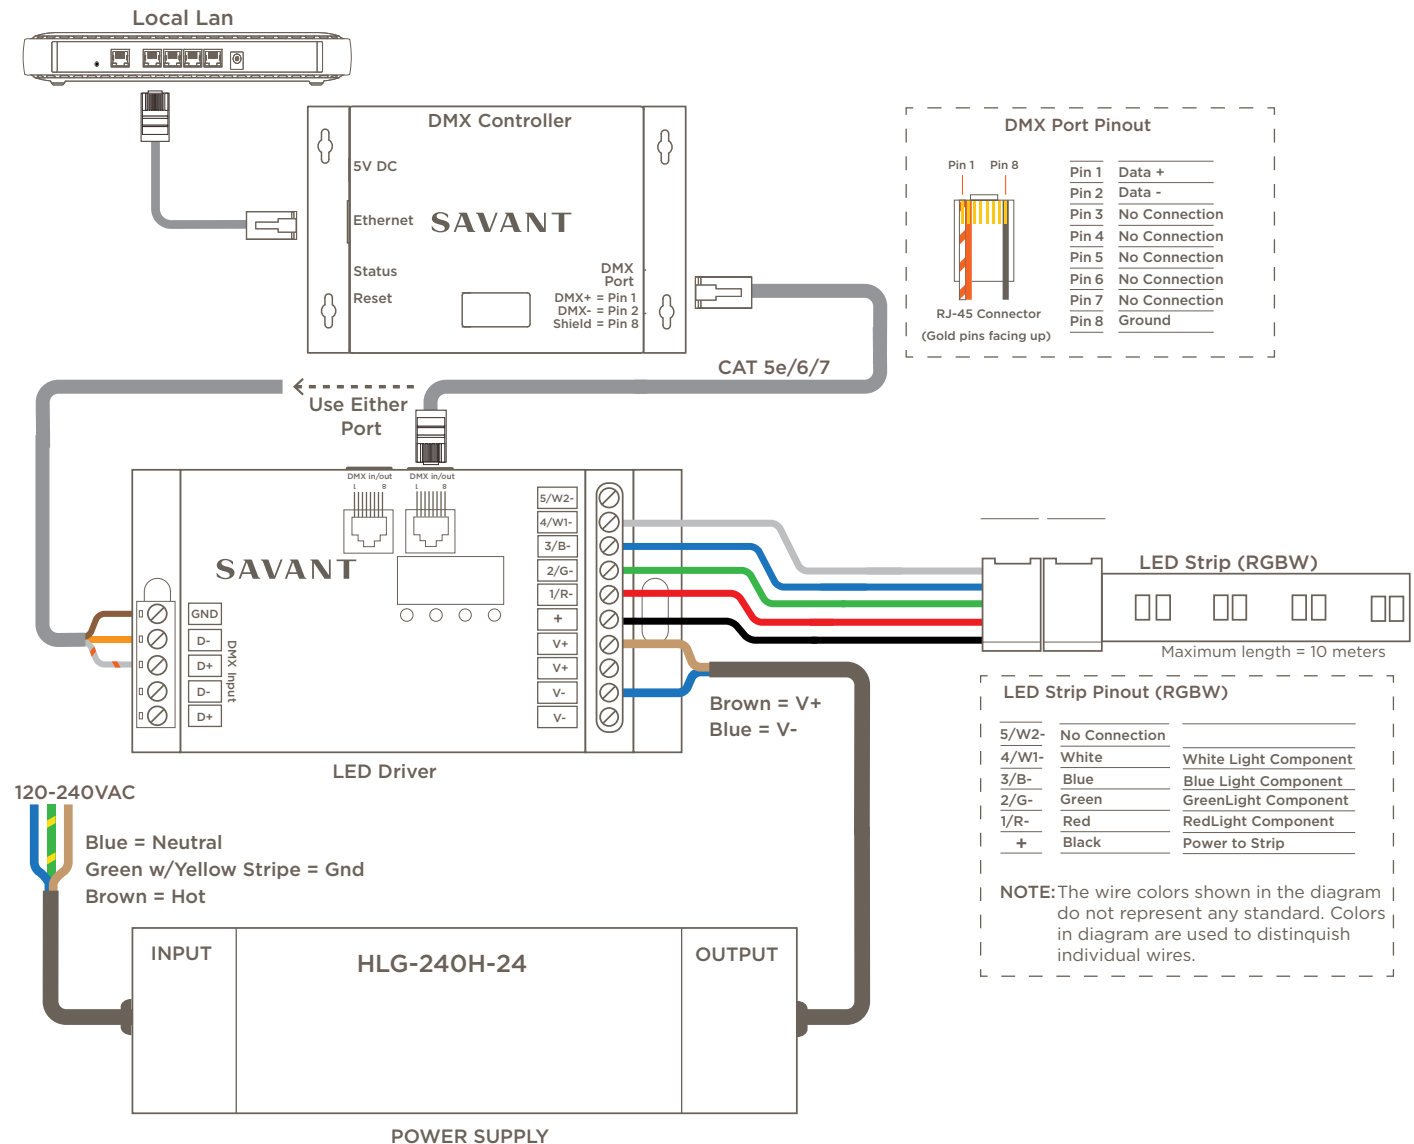 Local Lan
DMX Controller
5V DC
Ethernet
SAVANT
Status
Reset
DMX
Port
DMX+ = Pin 1
DMX- = Pin 2
Shield = Pin 8
DMX Port Pinout
Pin 1 Pin 8
RJ-45 Connector
(Gold pins facing up)
Pin 1 Data +
Pin 2 Data -
Pin 3 No Connection
Pin 4 No Connection
Pin 5 No Connection
Pin 6 No Connection
Pin 7 No Connection
Pin 8 Ground
CAT 5e/6/7
Use Either
Port
DMX in/out
1 8
DMX in/out
1 8
SAVANT
GND
D-
D+
D-
D+
DMX Input
5/W2-
4/W1-
3/B-
2/G-
1/R-
+
V+
V+
V-
V-
LED Driver
Brown = V+
Blue = V-
LED Strip (RGBW)
Maximum length = 10 meters
LED Strip Pinout (RGBW)
5/W2- No Connection
4/W1- White White Light Component
3/B- Blue Blue Light Component
2/G- Green GreenLight Component
1/R- Red RedLight Component
+ Black Power to Strip
NOTE: The wire colors shown in the diagram
do not represent any standard. Colors
in diagram are used to distinquish
individual wires.
120-240VAC
Blue = Neutral
Green w/Yellow Stripe = Gnd
Brown = Hot
INPUT
HLG-240H-24
OUTPUT
POWER SUPPLY